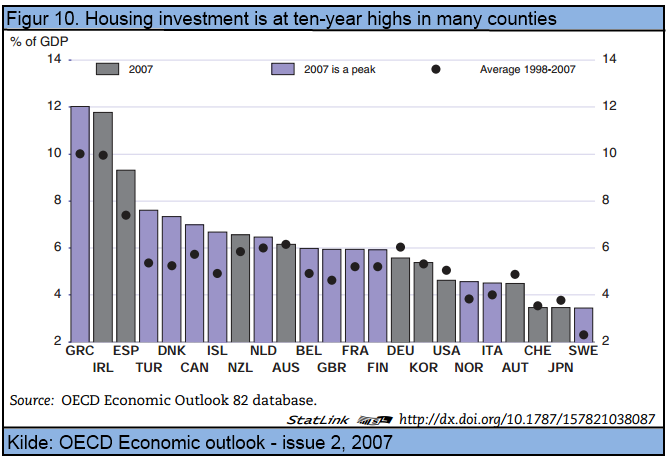 Figur 10. Housing investment is at ten-year highs in many counties
% of GDP
14 14
2007 2007 is a peak Average 1998-2007
12 12
10 10
8 8
6 6
4 4
2 2
GRC ESP DNK ISL NLD BEL FRA DEU USA ITA CHE SWE
IRL TUR CAN NZL AUS GBR FIN KOR NOR AUT JPN
Source: OECD Economic Outlook 82 database.
StatLink http://dx.doi.org/10.1787/157821038087
Kilde: OECD Economic outlook - issue 2, 2007